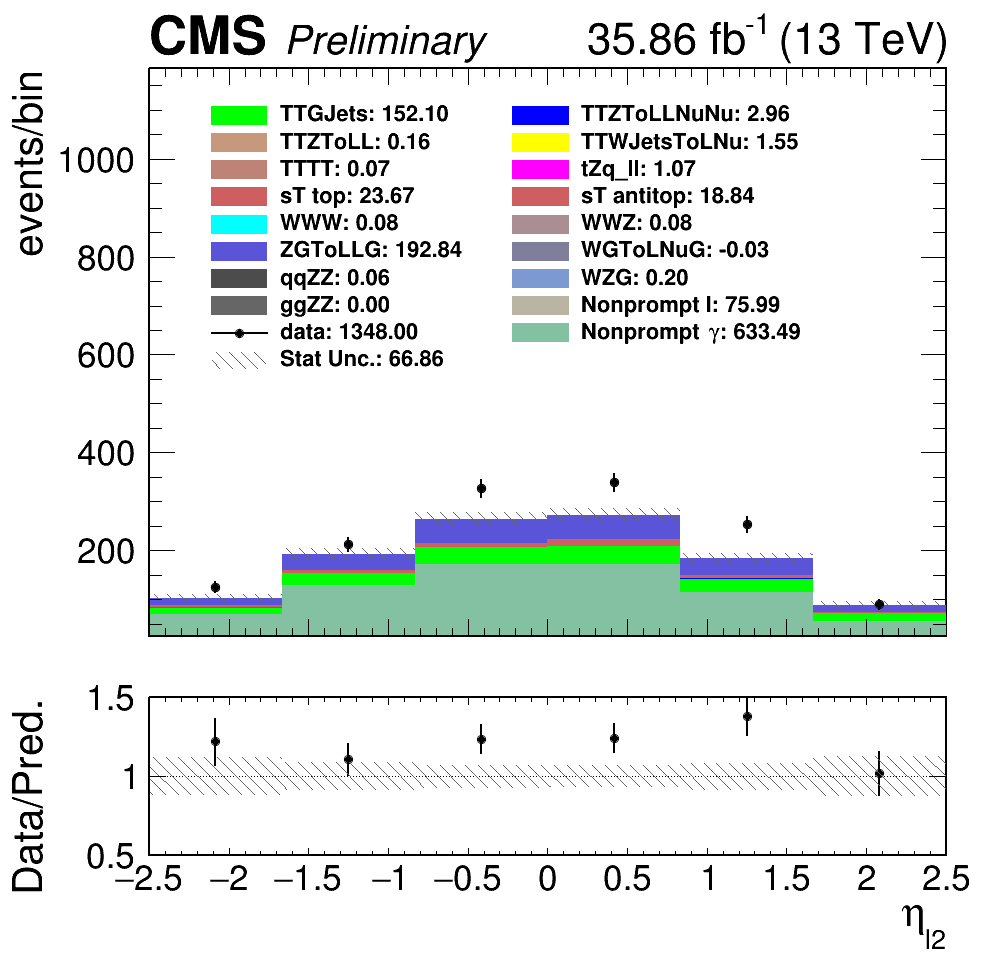 CMS Preliminary 35.86 fb-1 (13 TeV)
events/bin
1000
800
600
400
200
TTGJets: 152.10
TTZToLLNuNu: 2.96
TTZToLL: 0.16
TTWJetsToLNu: 1.55
TTTT: 0.07
tZq_ll: 1.07
sT top: 23.67
sT antitop: 18.84
WWW: 0.08
WWZ: 0.08
ZGToLLG: 192.84
WGToLNuG: -0.03
qqZZ: 0.06
WZG: 0.20
ggZZ: 0.00
Nonprompt l: 75.99
data: 1348.00
Nonprompt γ: 633.49
Stat Unc.: 66.86
Data/Pred.
1.5
1
0.5
−2.5 −2 −1.5 −1 −0.5 0 0.5 1 1.5 2 2.5
ηl2